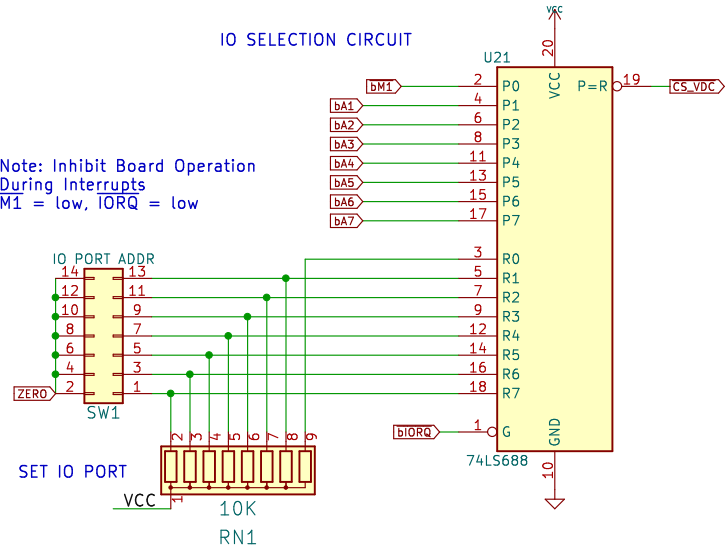 VCC
IO SELECTION CIRCUIT
U21
20
VCC
bM1 2 P0 P=R 19 CS_VDC
bA1 4 P1
bA2 6 P2
bA3 8 P3
bA4 11 P4
bA5 13 P5
bA6 15 P6
bA7 17 P7
Note: Inhibit Board Operation
During Interrupts
M1 = low, IORQ = low
3 R0
IO PORT ADDR
14 13 5 R1
12 11 7 R2
10 9 9 R3
8 7 12 R4
6 5 14 R5
4 3 16 R6
ZERO 2 1 18 R7
SW1
bIORQ 1 G
GND
2 3 4 5 6 7 8 9
74LS688
10
SET IO PORT
VCC
1
10K
RN1